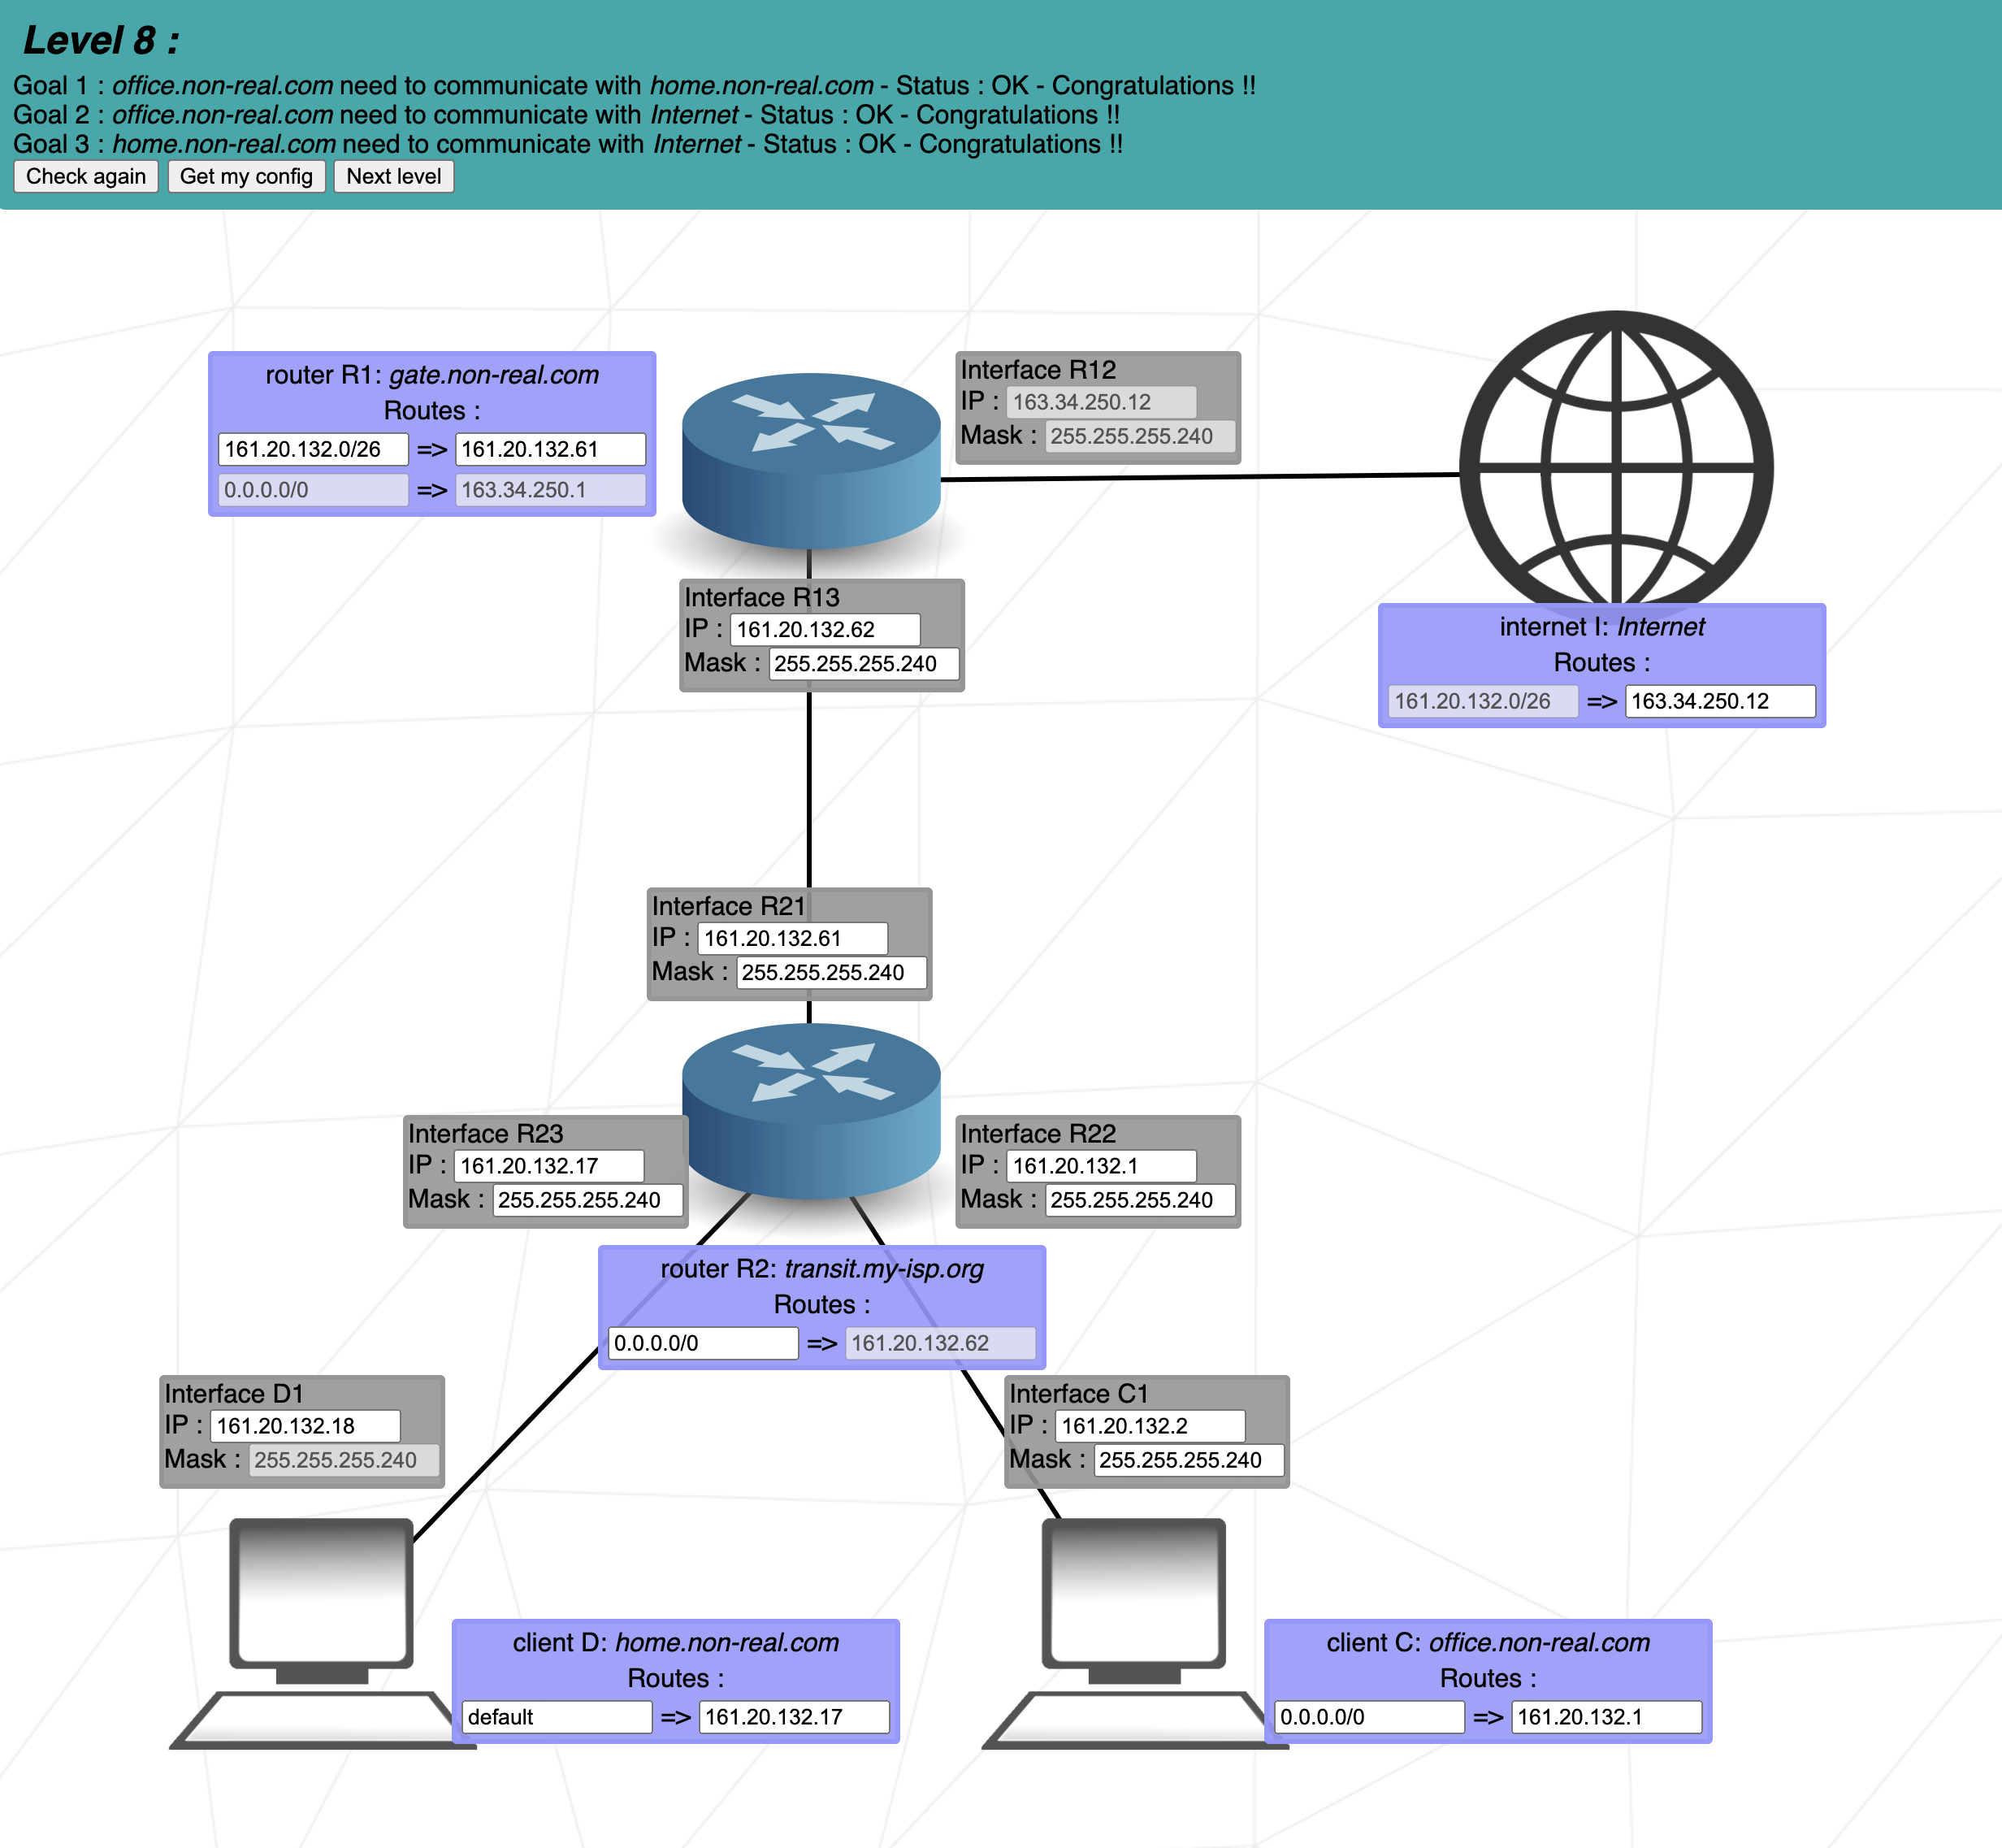 Level 8 :
Goal 1 : office.non-real.com need to communicate with home.non-real.com - Status : OK - Congratulations !!
Goal 2 : office.non-real.com need to communicate with Internet - Status : OK - Congratulations !!
Goal 3 : home.non-real.com need to communicate with Internet - Status : OK - Congratulations !!
Check again Get my config Next level
router R1: gate.non-real.com
Routes :
161.20.132.0/26 => 161.20.132.61
0.0.0.0/0 => 163.34.250.1
Interface R12
IP : 163.34.250.12
Mask : 255.255.255.240
Interface R13
IP : 161.20.132.62
Mask : 255.255.255.240
internet I: Internet
Routes :
161.20.132.0/26 => 163.34.250.12
Interface R21
IP : 161.20.132.61
Mask : 255.255.255.240
Interface R23
IP : 161.20.132.17
Mask : 255.255.255.240
Interface R22
IP : 161.20.132.1
Mask : 255.255.255.240
router R2: transit.my-isp.org
Routes :
0.0.0.0/0 => 161.20.132.62
Interface D1
IP : 161.20.132.18
Mask : 255.255.255.240
Interface C1
IP : 161.20.132.2
Mask : 255.255.255.240
client D: home.non-real.com
Routes :
default => 161.20.132.17
client C: office.non-real.com
Routes :
0.0.0.0/0 => 161.20.132.1